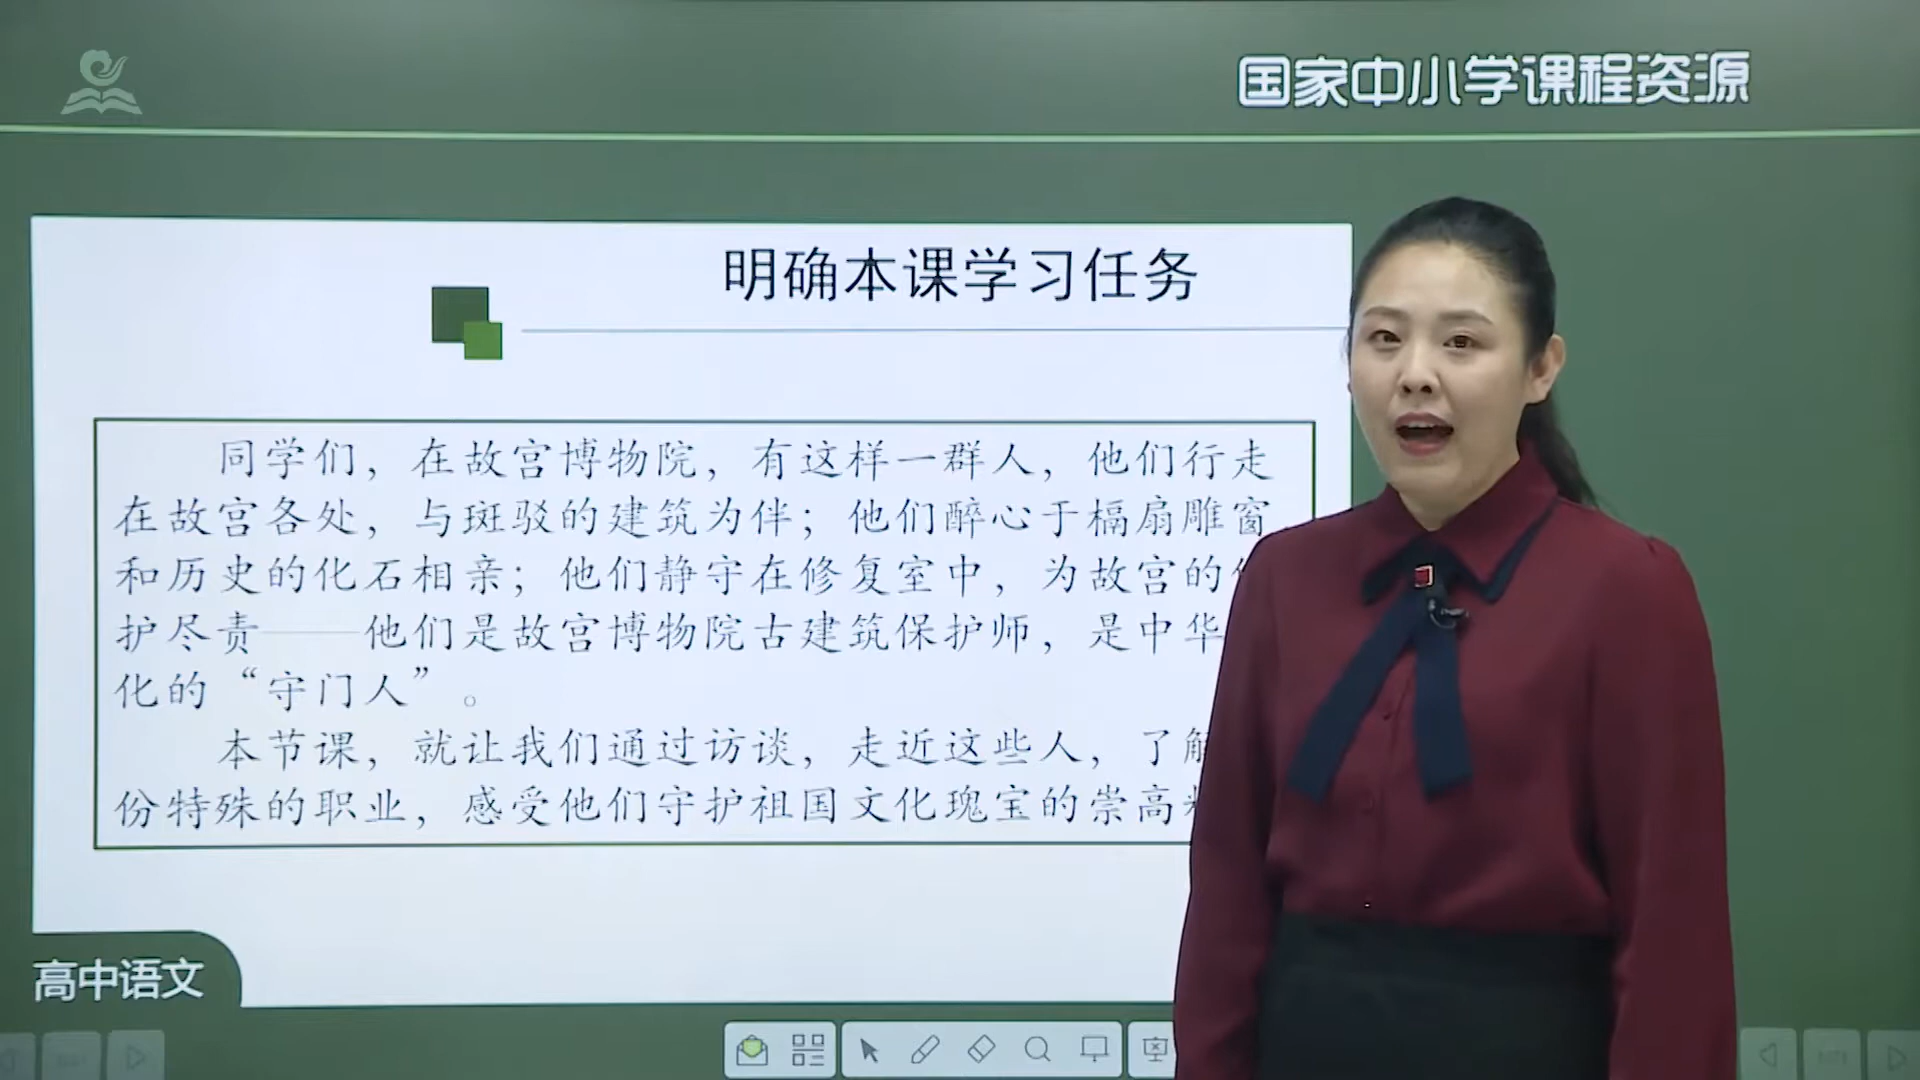 国家中小学课程资源
明确本课学习任务
同学们，在故宫博物院，有这样一群人，他们行走
在故宫各处，与斑驳的建筑为伴；他们醉心于槅扇雕窗
和历史的化石相亲；他们静守在修复室中，为故宫的
护尽责——他们是故宫博物院古建筑保护师，是中华
化的“守门人”。
本节课，就让我们通过访谈，走近这些人，了解
份特殊的职业，感受他们守护祖国文化瑰宝的崇高
高中语文